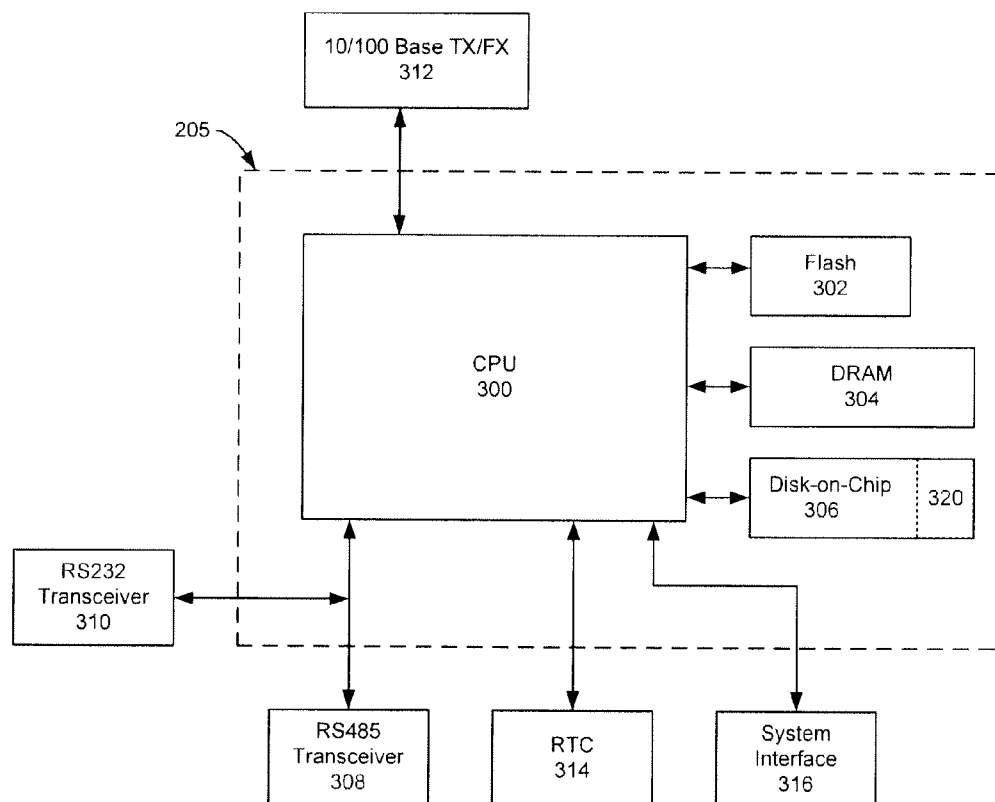 10/100 Base TX/FX
312
205
CPU
300
Flash
302
DRAM
304
Disk-on-Chip
306
320
RS232
Transceiver
310
RS485
Transceiver
308
RTC
314
System
Interface
316